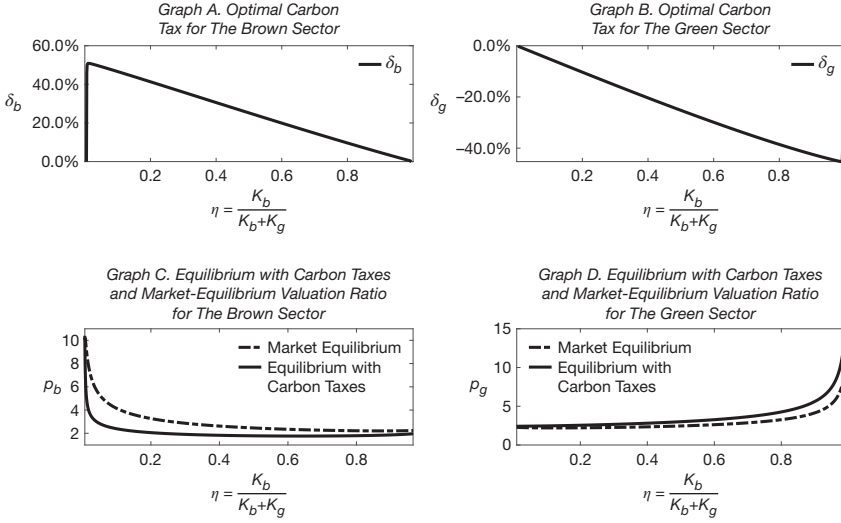 Graph A. Optimal Carbon
Tax for The Brown Sector
60.0%
40.0%
20.0%
0.0%
δb
δb
0.2 0.4 0.6 0.8
η = Kb / Kb+Kg
Graph B. Optimal Carbon
Tax for The Green Sector
0.0%
−20.0%
−40.0%
δg
δg
0.2 0.4 0.6 0.8
η = Kb / Kb+Kg
Graph C. Equilibrium with Carbon Taxes
and Market-Equilibrium Valuation Ratio
for The Brown Sector
10
8
6
4
2
pb
Market Equilibrium
Equilibrium with
Carbon Taxes
0.2 0.4 0.6 0.8
η = Kb / Kb+Kg
Graph D. Equilibrium with Carbon Taxes
and Market-Equilibrium Valuation Ratio
for The Green Sector
15
10
5
0
pg
Market Equilibrium
Equilibrium with
Carbon Taxes
0.2 0.4 0.6 0.8
η = Kb / Kb+Kg